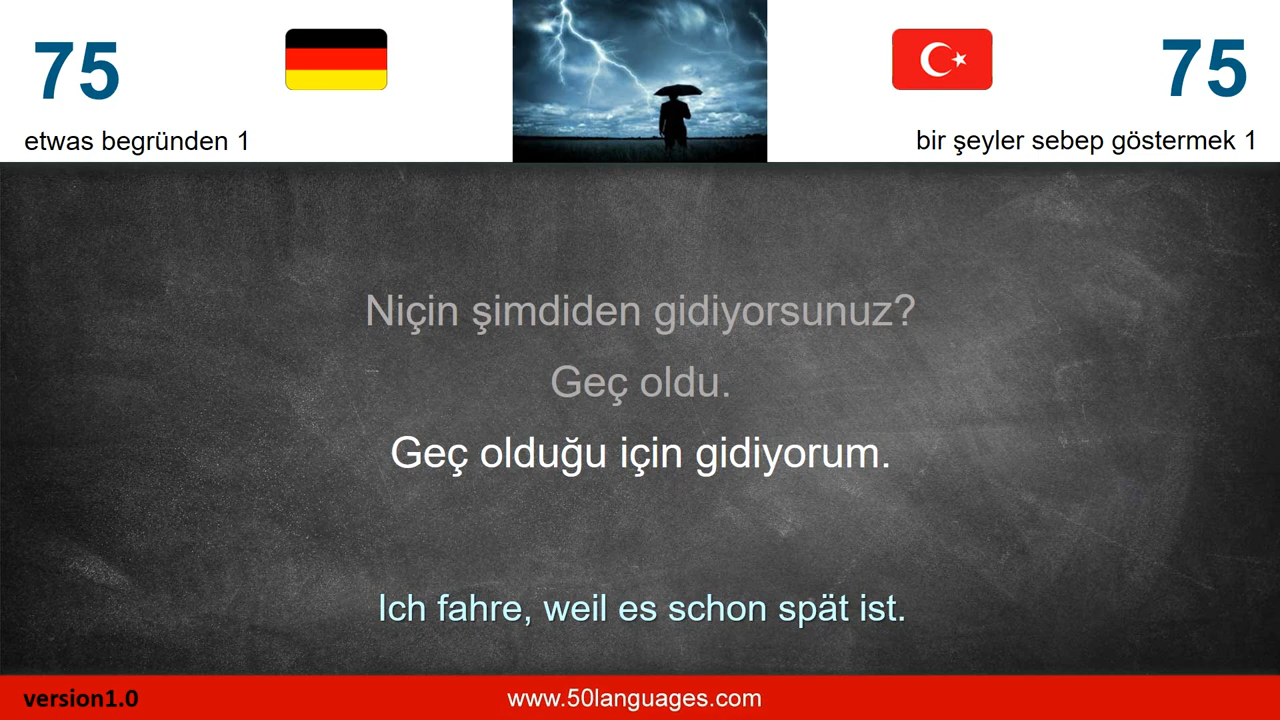 75
75
etwas begründen 1
bir şeyler sebep göstermek 1
Niçin şimdiden gidiyorsunuz?
Geç oldu.
Geç olduğu için gidiyorum.
Ich fahre, weil es schon spät ist.
version1.0
www.50languages.com